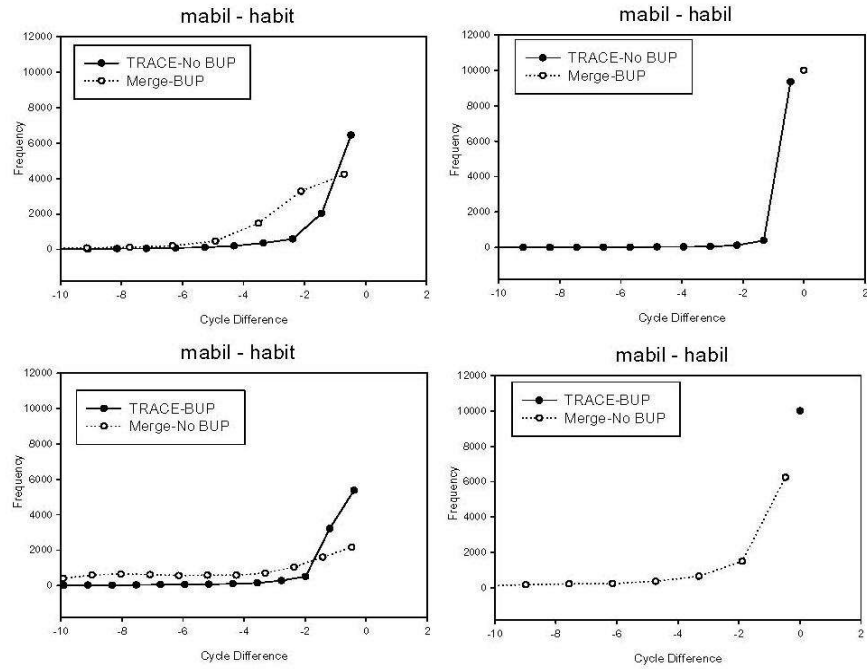 mabil - habit
TRACE-No BUP
Merge-BUP
12000
10000
8000
6000
4000
2000
0
Frequency
-10 -8 -6 -4 -2 0 2
Cycle Difference
mabil - habil
TRACE-No BUP
Merge-BUP
12000
10000
8000
6000
4000
2000
0
Frequency
-10 -8 -6 -4 -2 0 2
Cycle Difference
mabil - habit
TRACE-BUP
Merge-No BUP
12000
10000
8000
6000
4000
2000
0
Frequency
-10 -8 -6 -4 -2 0 2
Cycle Difference
mabil - habil
TRACE-BUP
Merge-No BUP
12000
10000
8000
6000
4000
2000
0
Frequency
-10 -8 -6 -4 -2 0 2
Cycle Difference